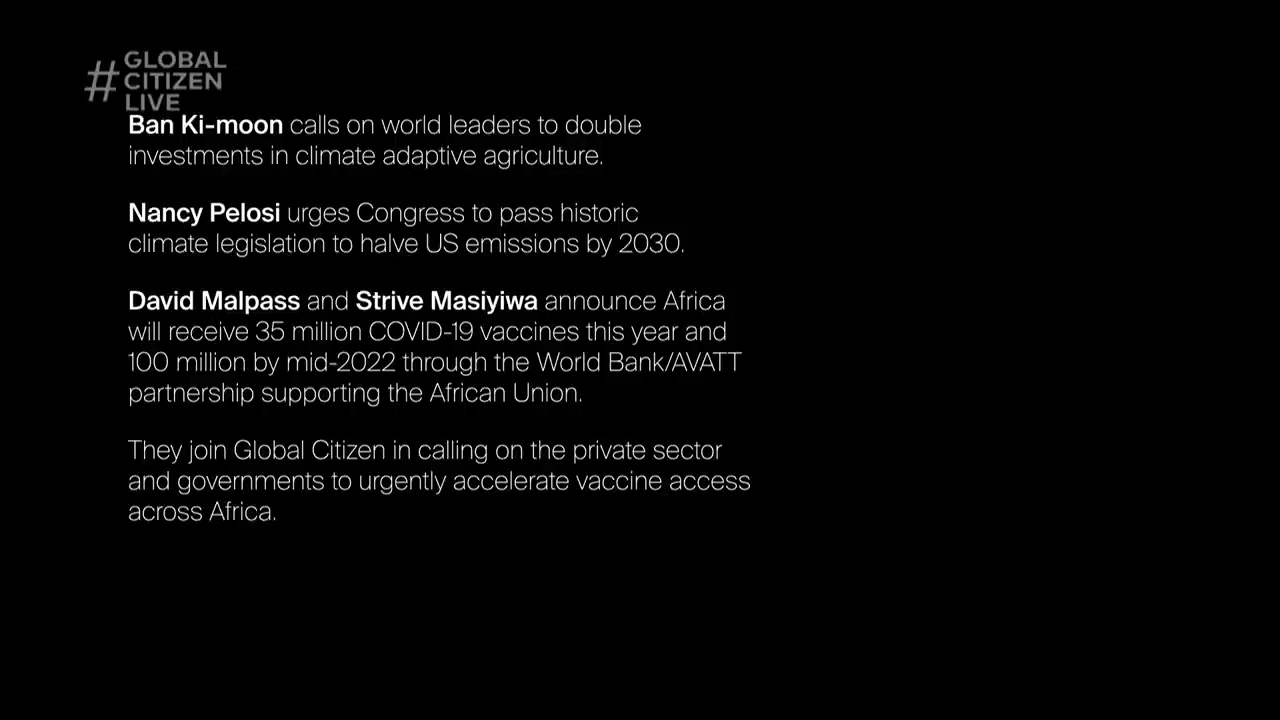 #GLOBAL
CITIZEN
LIVE
Ban Ki-moon calls on world leaders to double
investments in climate adaptive agriculture.
Nancy Pelosi urges Congress to pass historic
climate legislation to halve US emissions by 2030.
David Malpass and Strive Masiyiwa announce Africa
will receive 35 million COVID-19 vaccines this year and
100 million by mid-2022 through the World Bank/AVATT
partnership supporting the African Union.
They join Global Citizen in calling on the private sector
and governments to urgently accelerate vaccine access
across Africa.